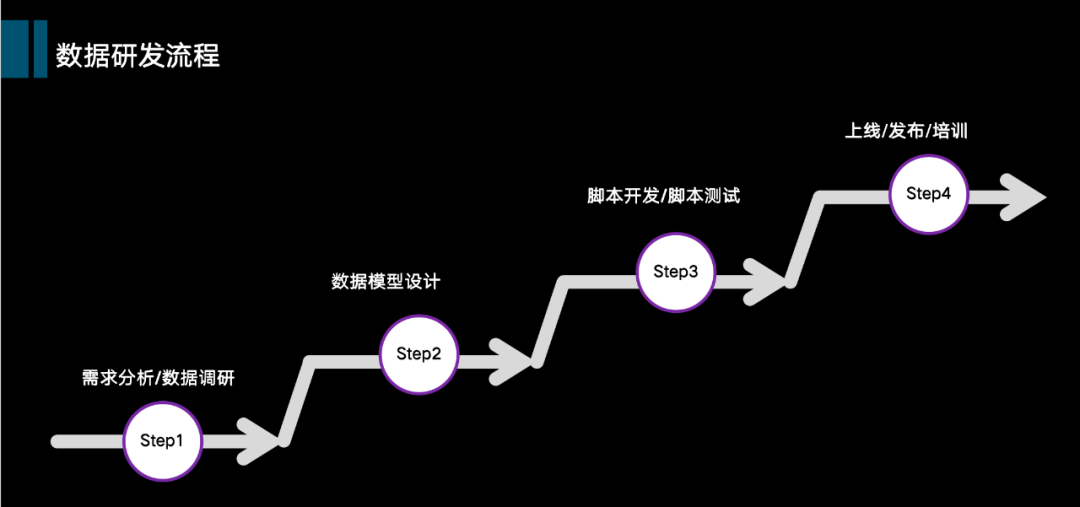 数据研发流程
上线/发布/培训
Step4
脚本开发/脚本测试
Step3
数据模型设计
Step2
需求分析/数据调研
Step1